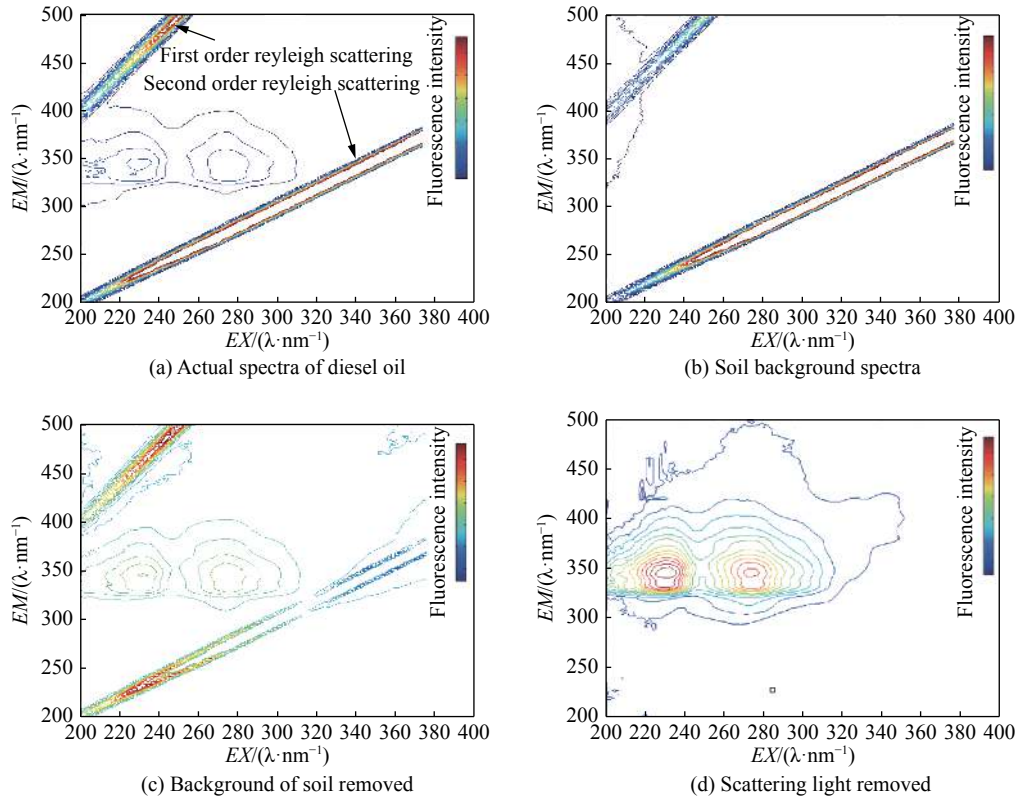 500
450
400
350
300
250
200
EM/(λ·nm⁻¹)
First order reyleigh scattering
Second order reyleigh scattering
Fluorescence intensity
200 220 240 260 280 300 320 340 360 380 400
EX/(λ·nm⁻¹)
(a) Actual spectra of diesel oil
500
450
400
350
300
250
200
EM/(λ·nm⁻¹)
Fluorescence intensity
200 220 240 260 280 300 320 340 360 380 400
EX/(λ·nm⁻¹)
(b) Soil background spectra
500
450
400
350
300
250
200
EM/(λ·nm⁻¹)
Fluorescence intensity
200 220 240 260 280 300 320 340 360 380 400
EX/(λ·nm⁻¹)
(c) Background of soil removed
500
450
400
350
300
250
200
EM/(λ·nm⁻¹)
Fluorescence intensity
200 220 240 260 280 300 320 340 360 380 400
EX/(λ·nm⁻¹)
(d) Scattering light removed